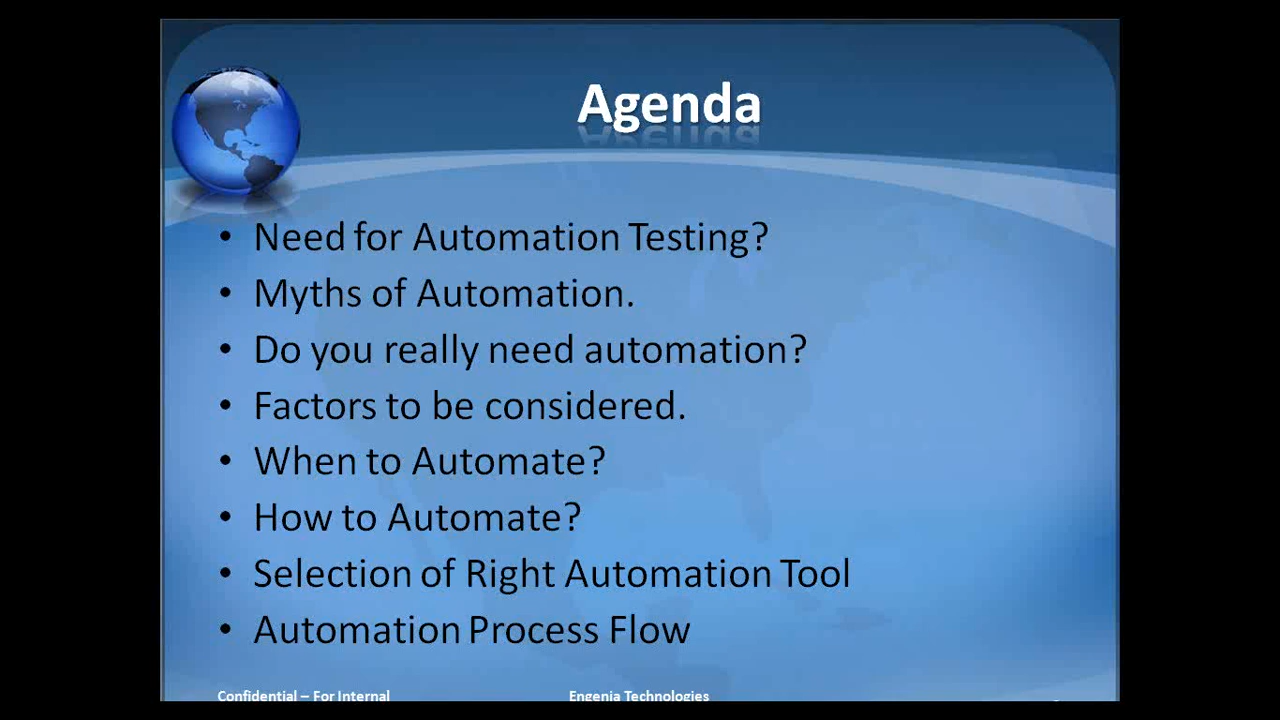 Agenda
• Need for Automation Testing?
• Myths of Automation.
• Do you really need automation?
• Factors to be considered.
• When to Automate?
• How to Automate?
• Selection of Right Automation Tool
• Automation Process Flow
Confidential – For Internal
Engenia Technologies